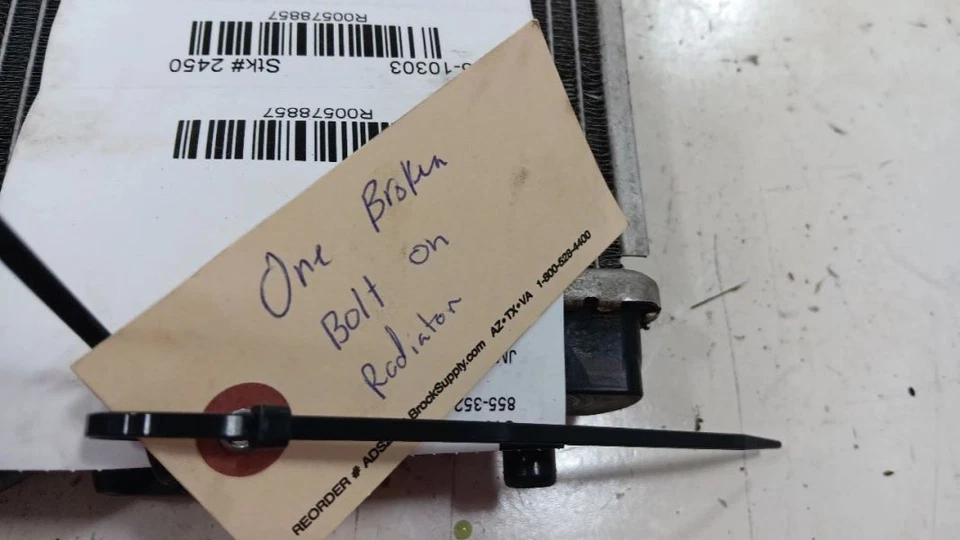 R00578857
Stk# 2450
-10303
R00578857
One Broken
Bolt on
Radiator
REORDER # ADS
BrookSupply.com AZ•TX•VA 1-800-528-4400
855-352